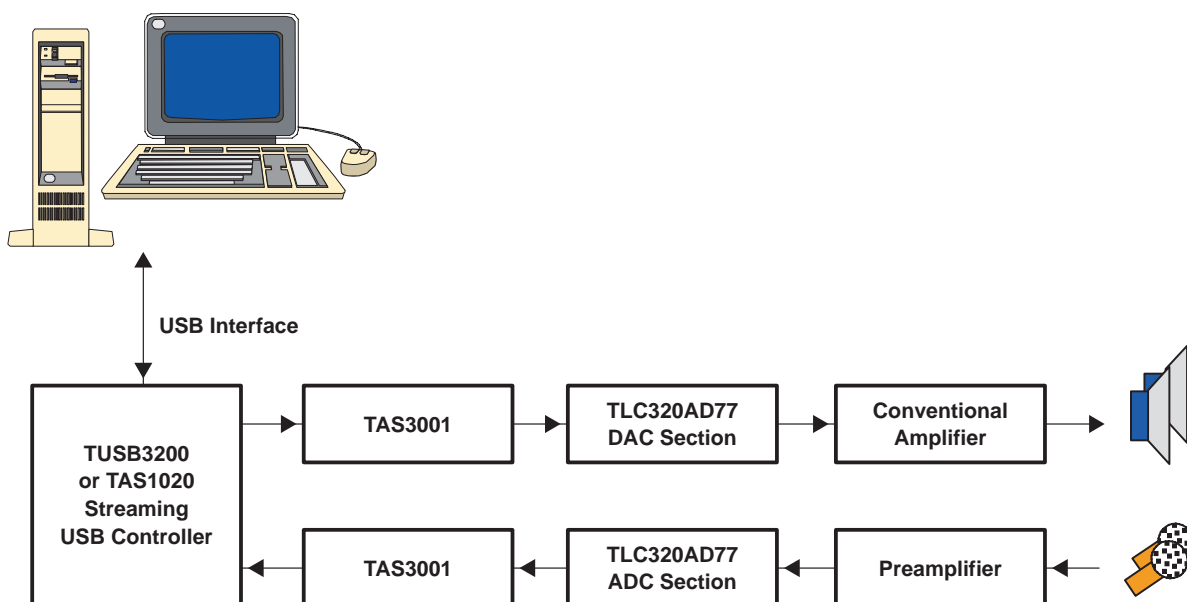 USB Interface
TUSB3200
or TAS1020
Streaming
USB Controller
TAS3001
TLC320AD77
DAC Section
Conventional
Amplifier
TAS3001
TLC320AD77
ADC Section
Preamplifier